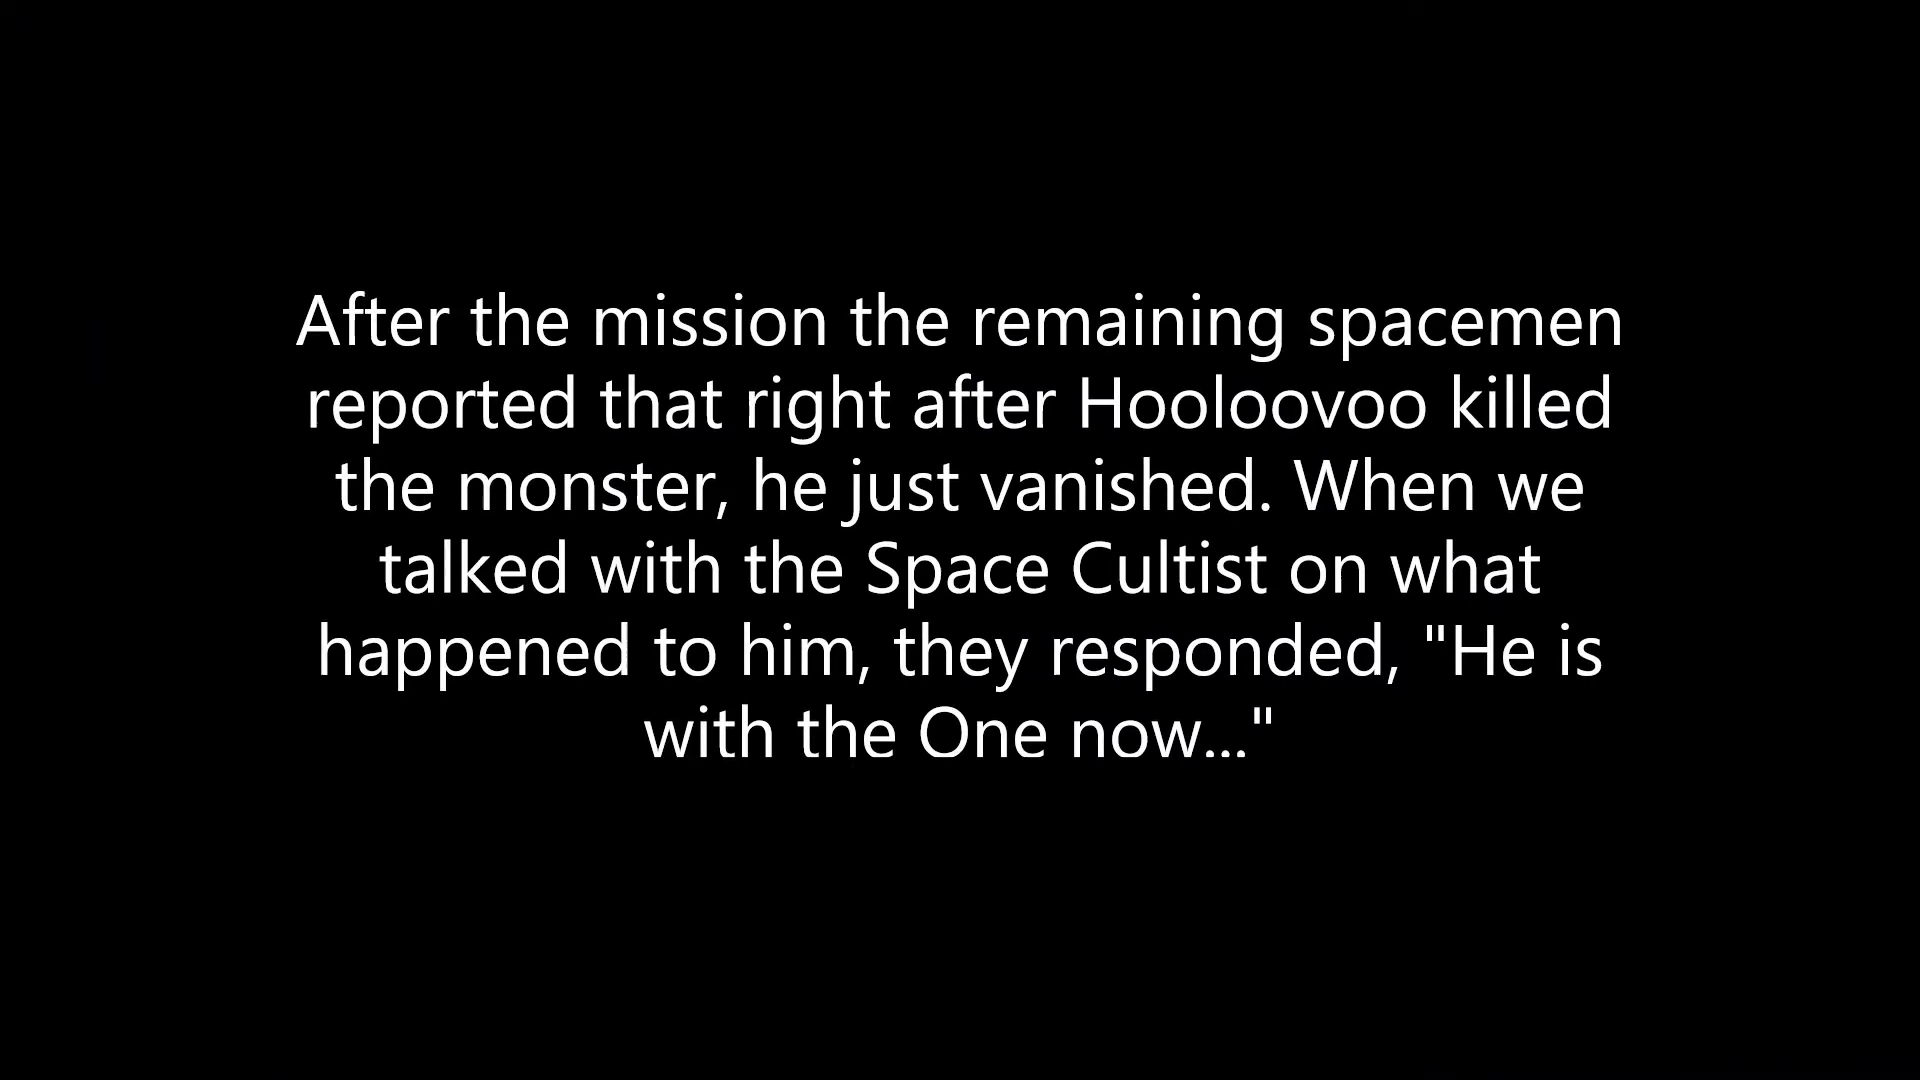 After the mission the remaining spacemen
reported that right after Hooloovoo killed
the monster, he just vanished. When we
talked with the Space Cultist on what
happened to him, they responded, "He is
with the One now..."